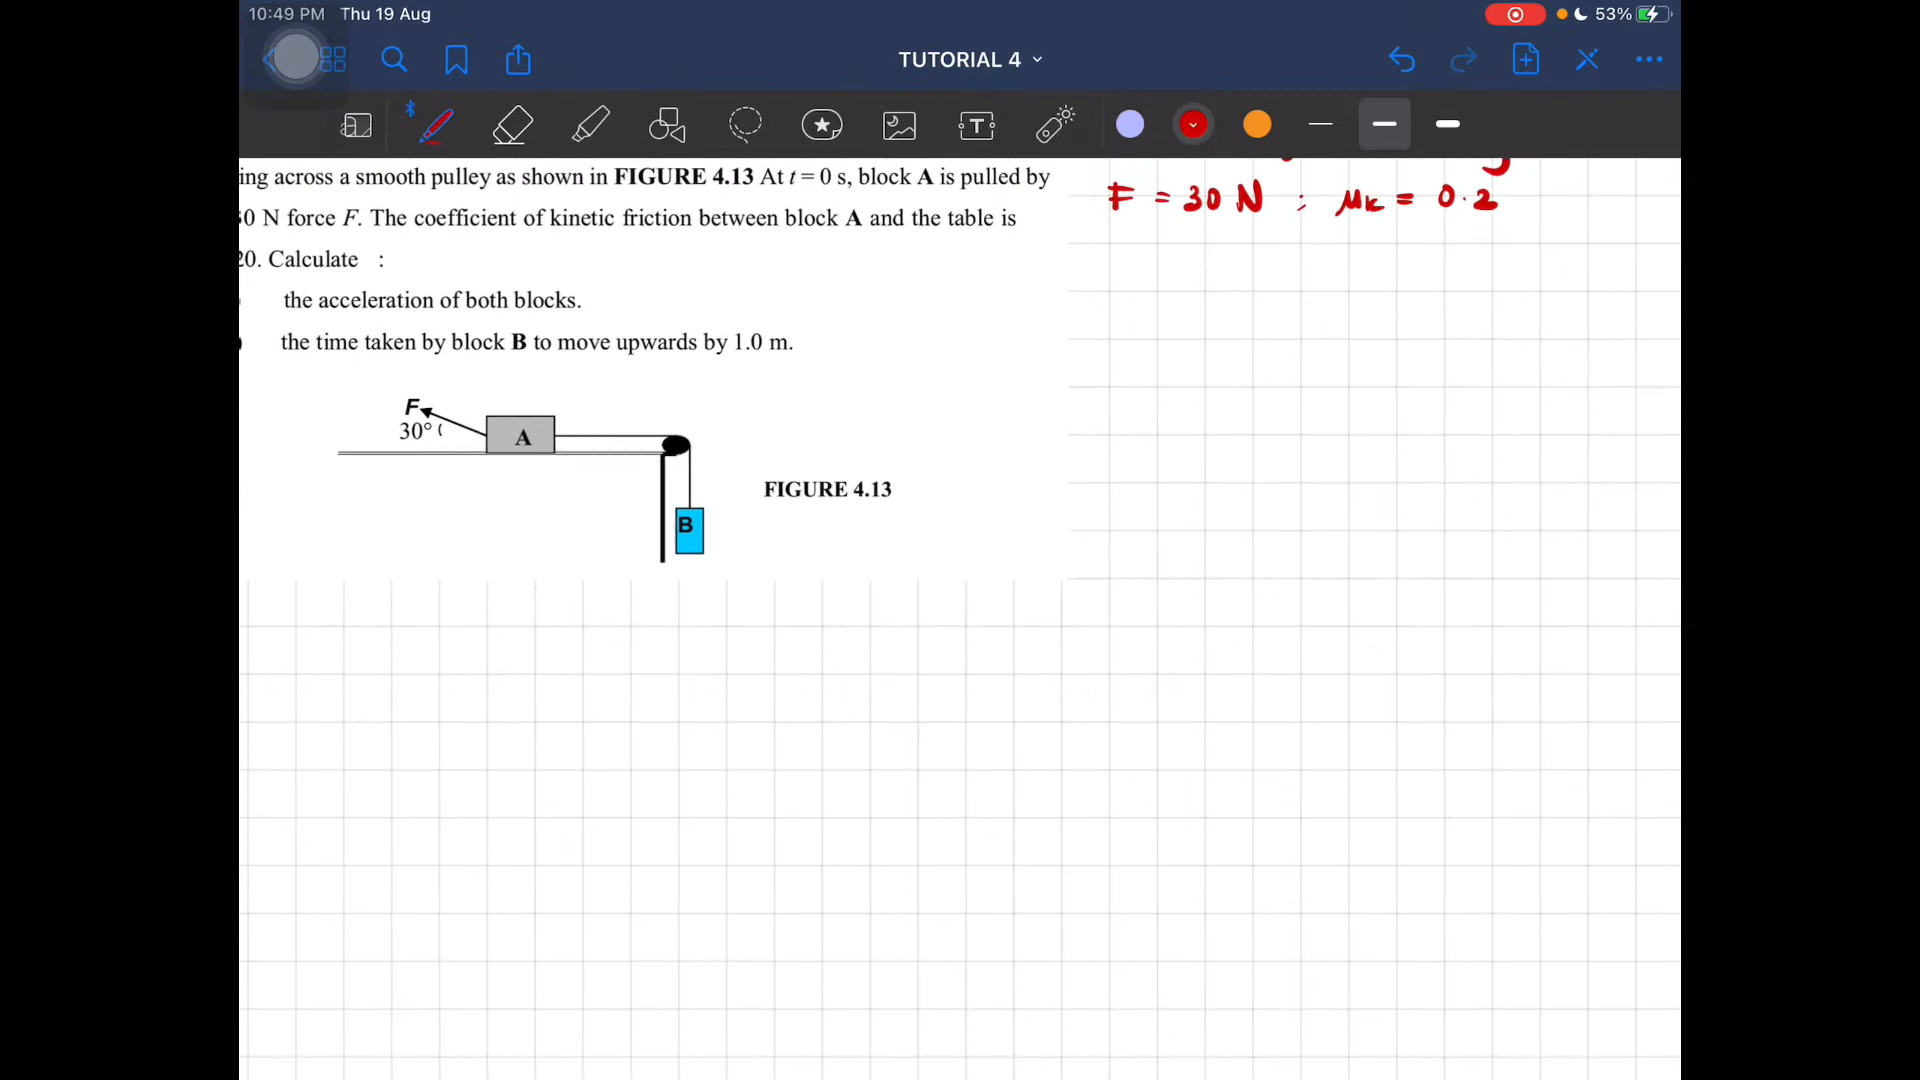 10:49 PM Thu 19 Aug
53%
TUTORIAL 4
ing across a smooth pulley as shown in FIGURE 4.13 At t = 0 s, block A is pulled by
0 N force F. The coefficient of kinetic friction between block A and the table is
20. Calculate :
the acceleration of both blocks.
the time taken by block B to move upwards by 1.0 m.
F
30°
A
B
FIGURE 4.13
F = 30 N ; μk = 0.2